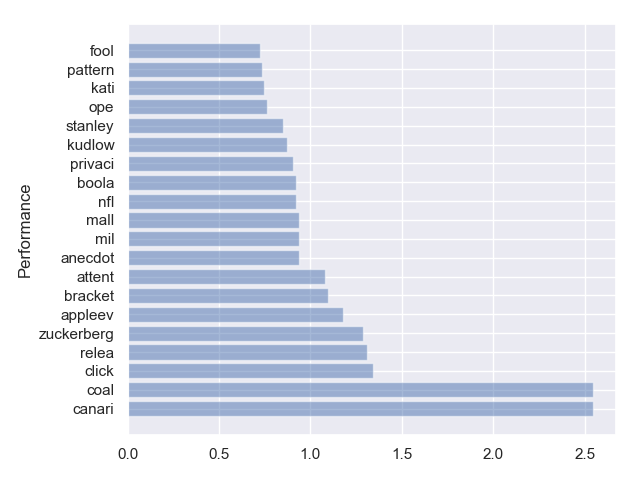 fool
pattern
kati
ope
stanley
kudlow
privaci
boola
nfl
mall
mil
anecdot
attent
bracket
appleev
zuckerberg
relea
click
coal
canari
Performance
0.0 0.5 1.0 1.5 2.0 2.5